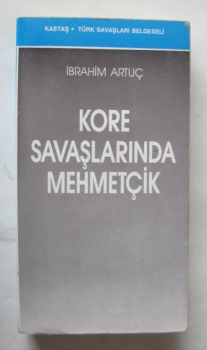 KASTAŞ • TÜRK SAVAŞLARI BELGESELİ
İBRAHİM ARTUÇ
KORE
SAVAŞLARINDA
MEHMETÇİK